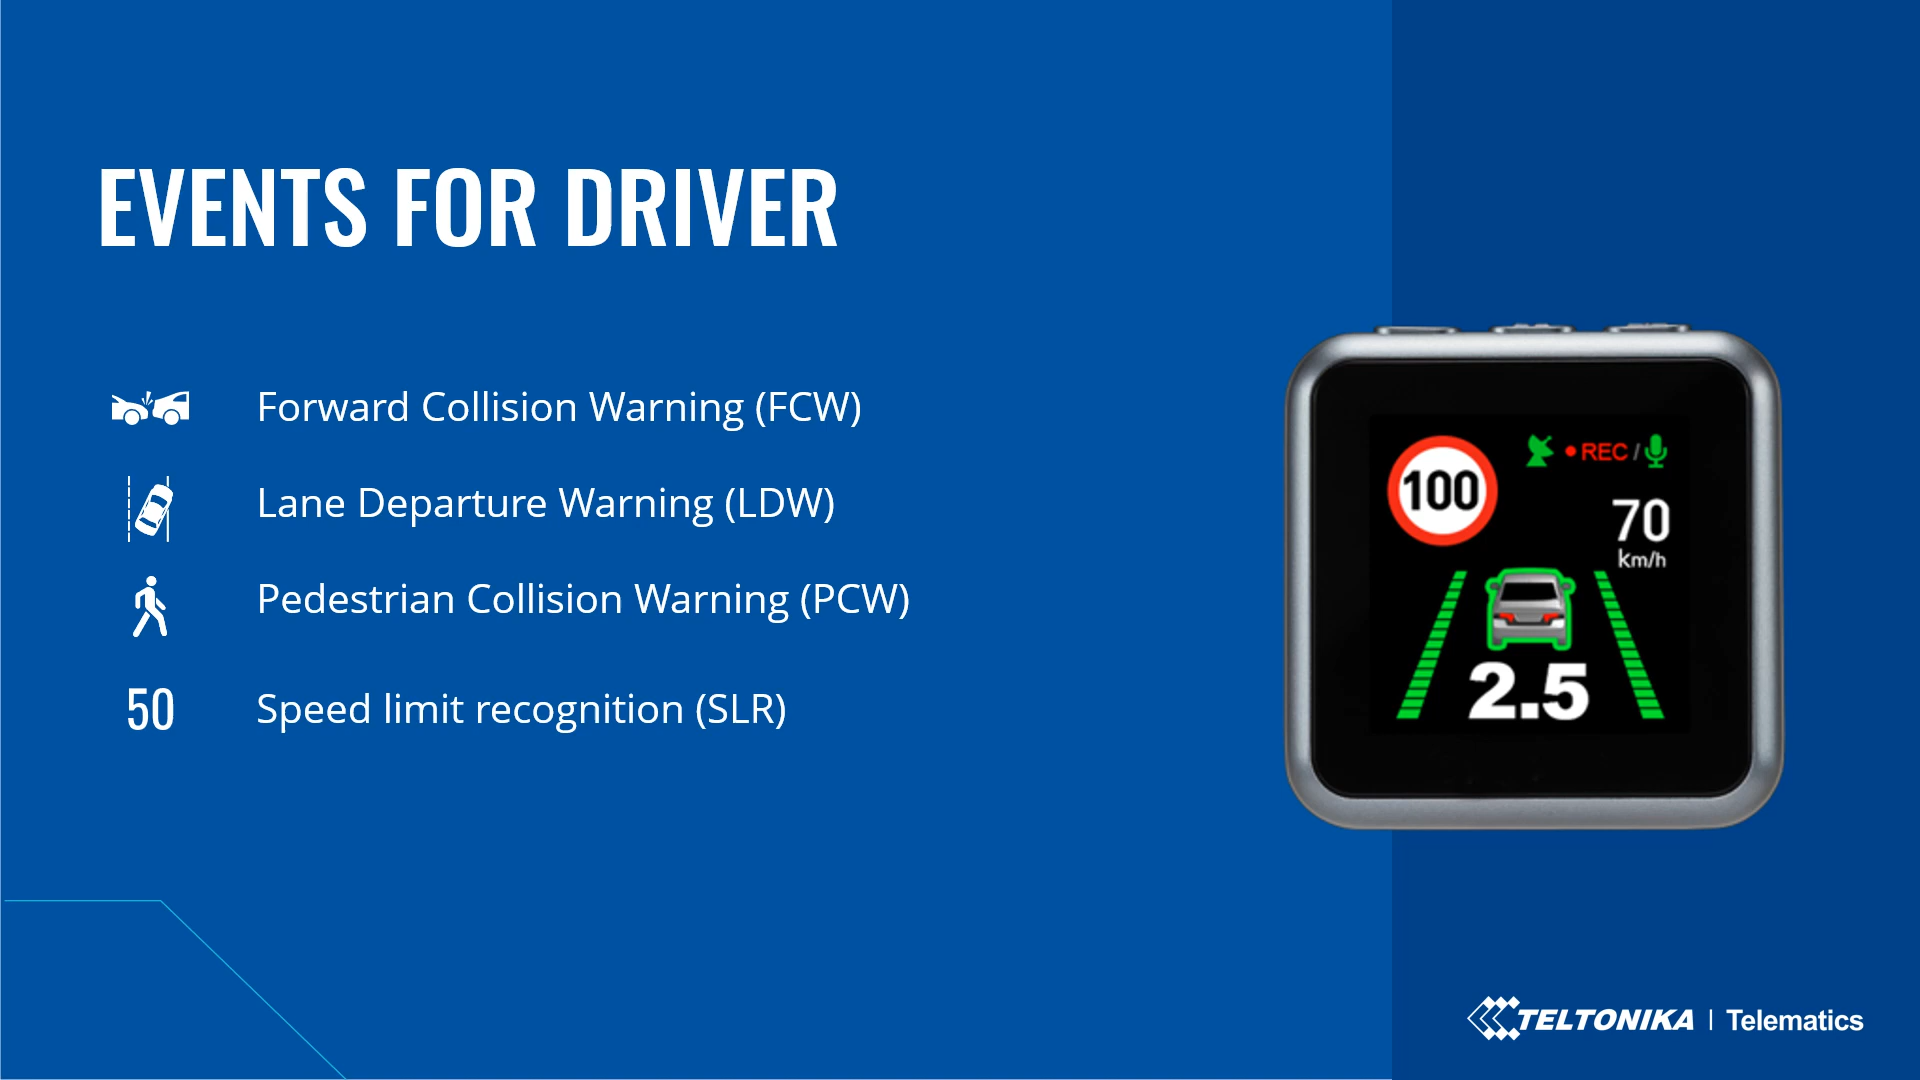 EVENTS FOR DRIVER
Forward Collision Warning (FCW)
Lane Departure Warning (LDW)
Pedestrian Collision Warning (PCW)
50 Speed limit recognition (SLR)
REC /
100
70
km/h
2.5
TELTONIKA | Telematics